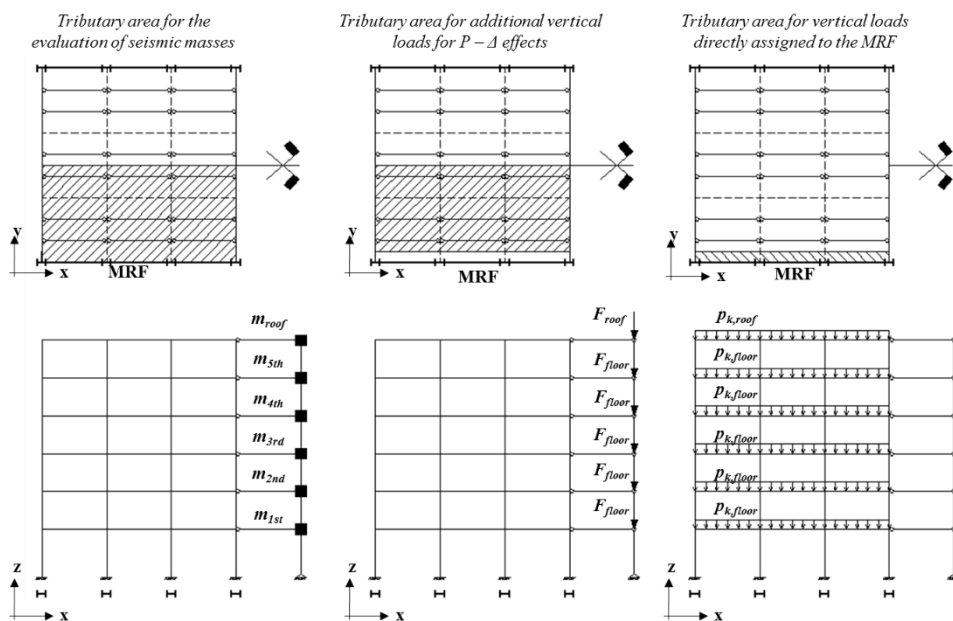 Tributary area for the
evaluation of seismic masses
Tributary area for additional vertical
loads for P – Δ effects
Tributary area for vertical loads
directly assigned to the MRF
y
x
MRF
y
x
MRF
y
x
MRF
m_roof
m_5th
m_4th
m_3rd
m_2nd
m_1st
z
x
F_roof
F_floor
F_floor
F_floor
F_floor
F_floor
z
x
p_k,roof
p_k,floor
p_k,floor
p_k,floor
p_k,floor
p_k,floor
z
x